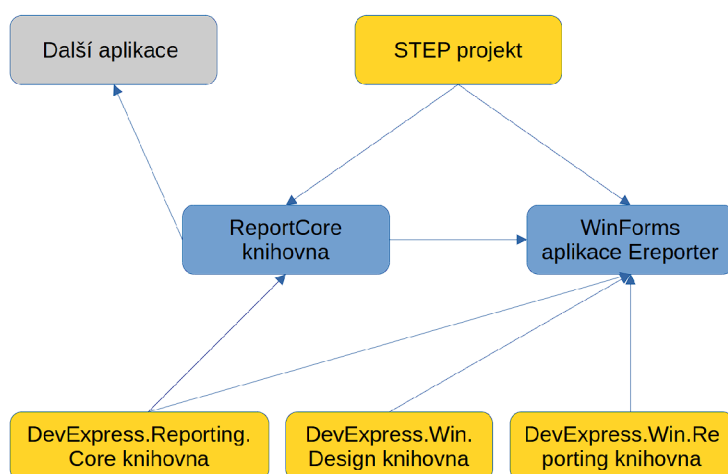 Další aplikace
STEP projekt
ReportCore
knihovna
WinForms
aplikace Ereporter
DevExpress.Reporting.
Core knihovna
DevExpress.Win.
Design knihovna
DevExpress.Win.Re
porting knihovna